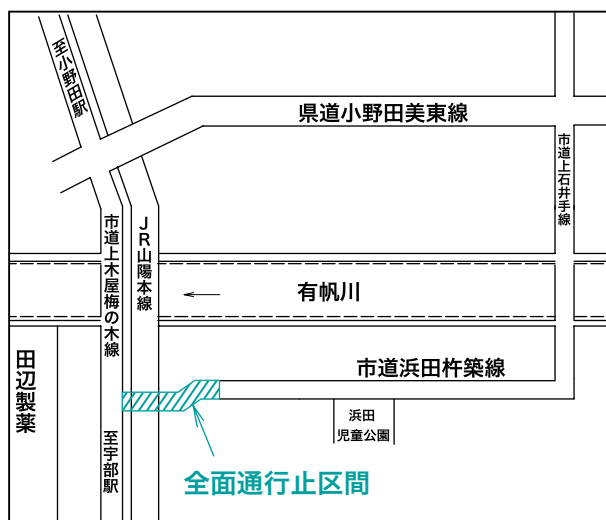 至小野田駅
県道小野田美東線
市道上石井手線
市道上木屋梅の木線
JR山陽本線
有帆川
田辺製薬
市道浜田杵築線
浜田
児童公園
至宇部駅
全面通行止区間